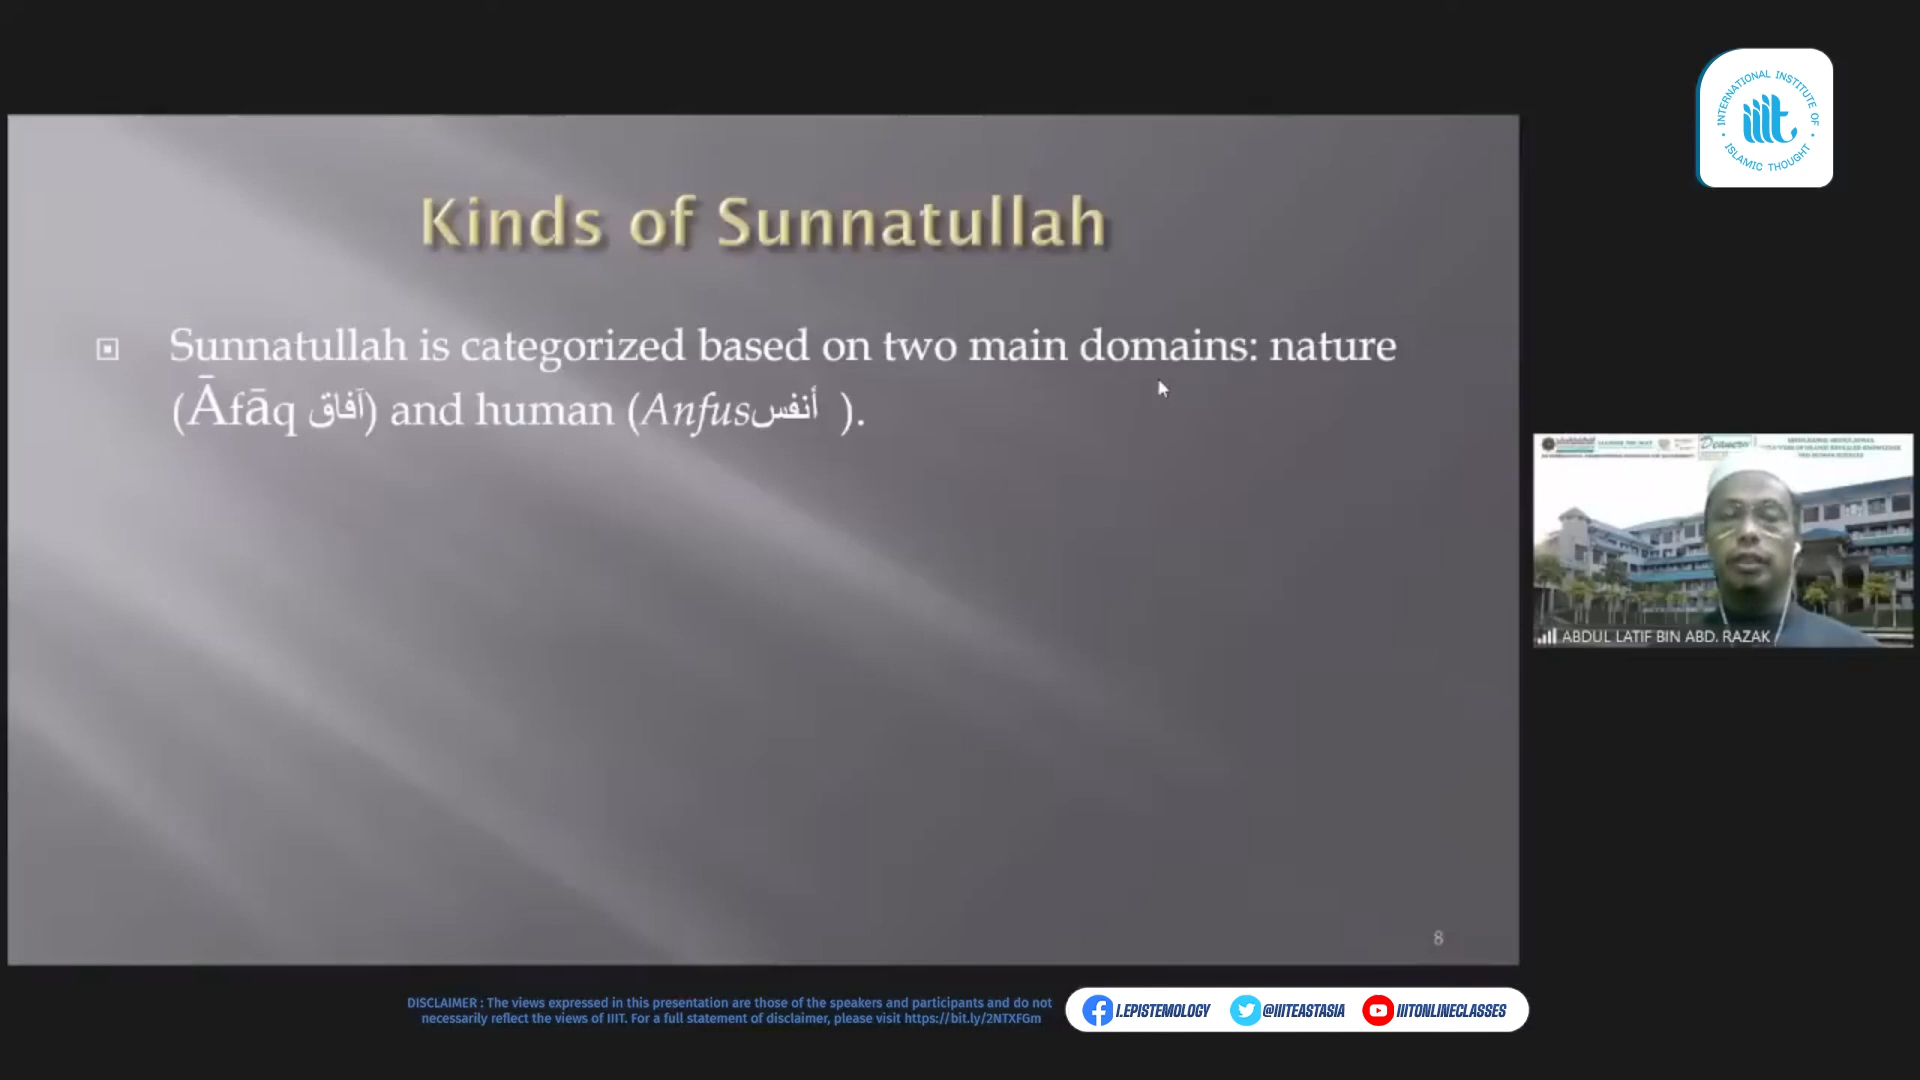 INTERNATIONAL INSTITUTE OF
ISLAMIC THOUGHT
iiit
Kinds of Sunnatullah
Sunnatullah is categorized based on two main domains: nature
(Āfāq آفاق) and human (Anfus أنفس ).
ABDUL LATIF BIN ABD. RAZAK
8
DISCLAIMER : The views expressed in this presentation are those of the speakers and participants and do not
necessarily reflect the views of IIIT. For a full statement of disclaimer, please visit https://bit.ly/2NTXFGm
I.EPISTEMOLOGY @IIITEASTASIA IIITONLINECLASSES